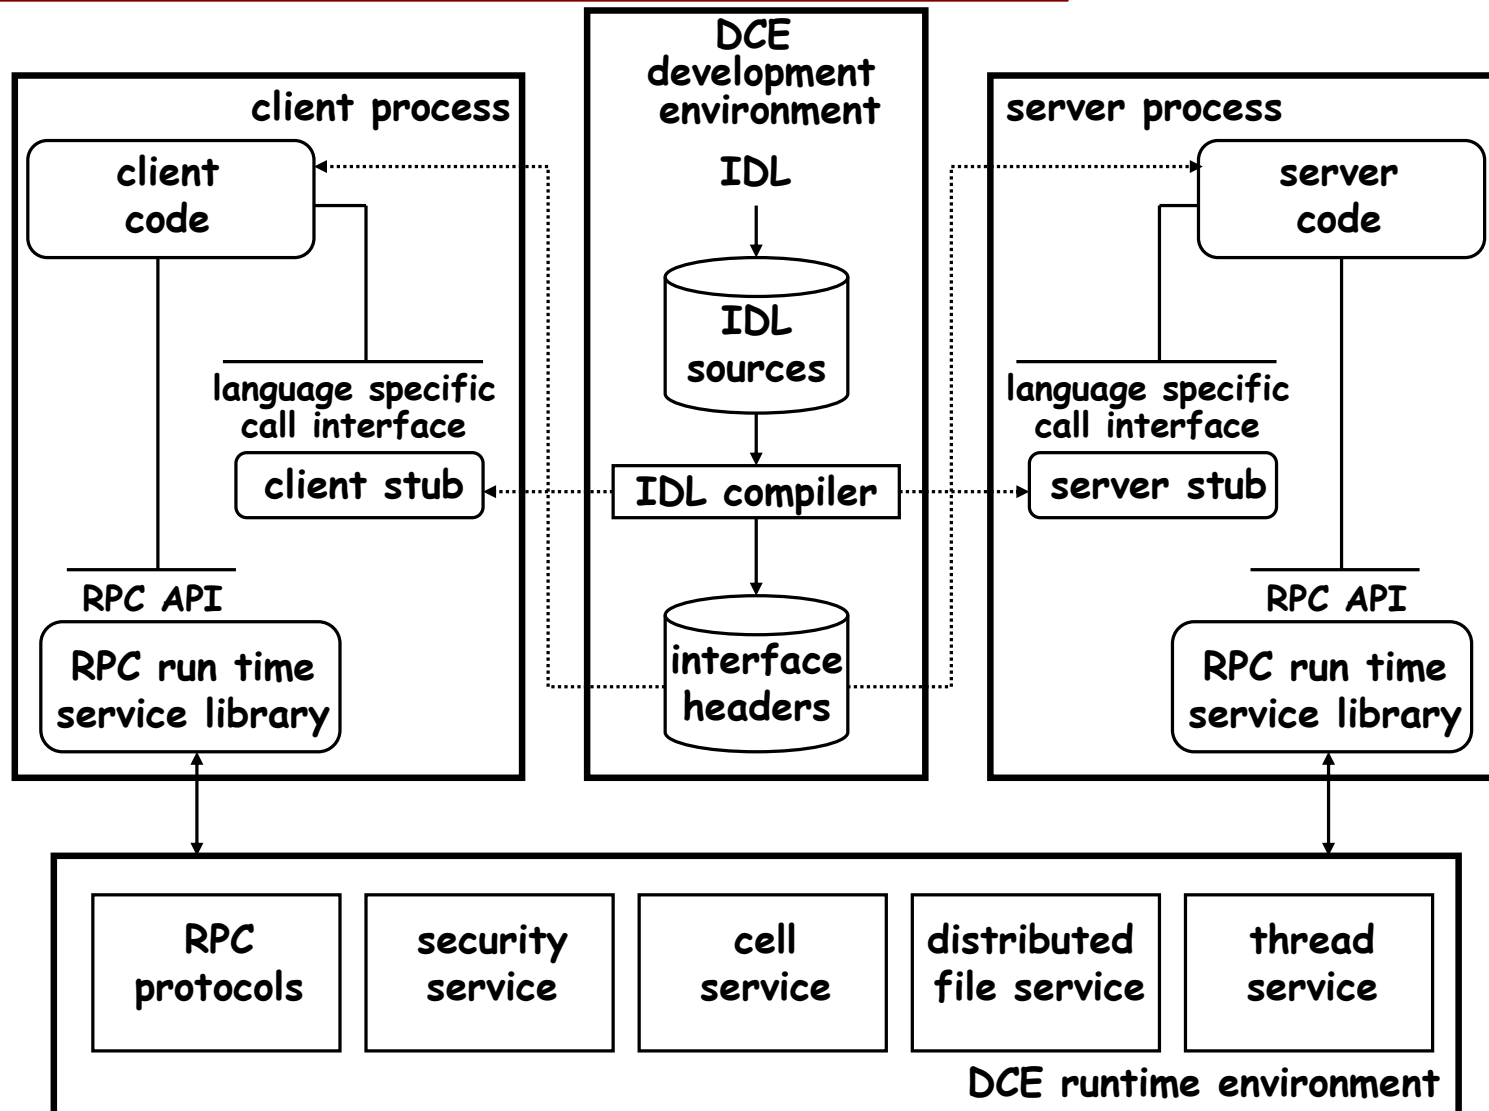 DCE
development
environment
client process
server process
client
code
IDL
server
code
IDL
sources
language specific
call interface
language specific
call interface
client stub
IDL compiler
server stub
RPC API
RPC API
RPC run time
service library
interface
headers
RPC run time
service library
RPC
protocols
security
service
cell
service
distributed
file service
thread
service
DCE runtime environment